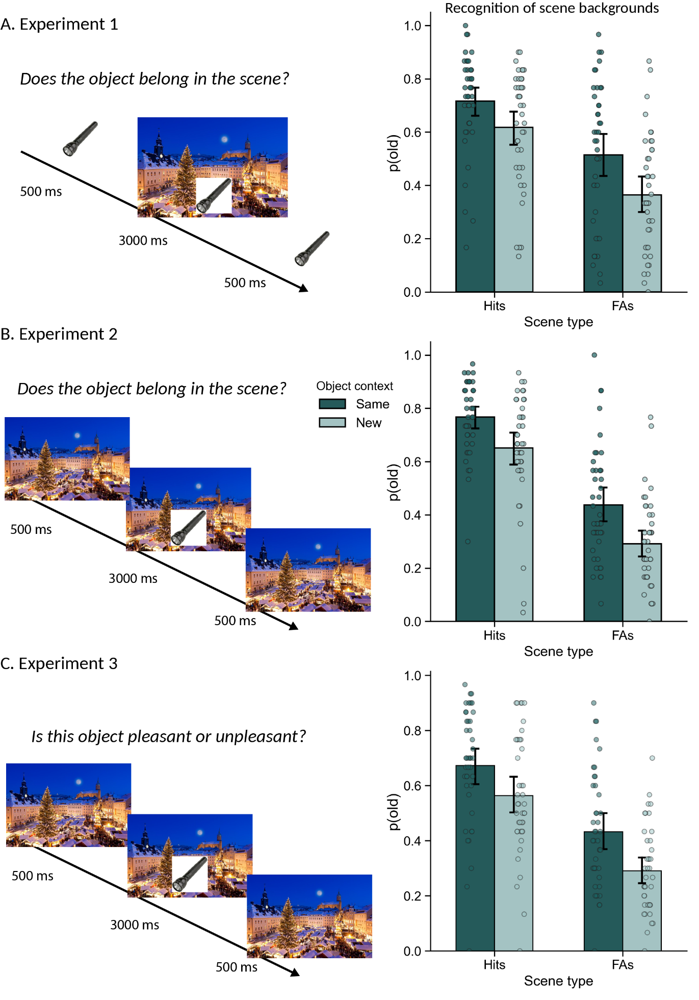 Recognition of scene backgrounds
A. Experiment 1
Does the object belong in the scene?
500 ms
3000 ms
500 ms
1.0
0.8
0.6
0.4
0.2
0.0
p(old)
Hits
FAs
Scene type
B. Experiment 2
Does the object belong in the scene?
500 ms
3000 ms
500 ms
Object context
Same
New
1.0
0.8
0.6
0.4
0.2
0.0
p(old)
Hits
FAs
Scene type
C. Experiment 3
Is this object pleasant or unpleasant?
500 ms
3000 ms
500 ms
1.0
0.8
0.6
0.4
0.2
0.0
p(old)
Hits
FAs
Scene type